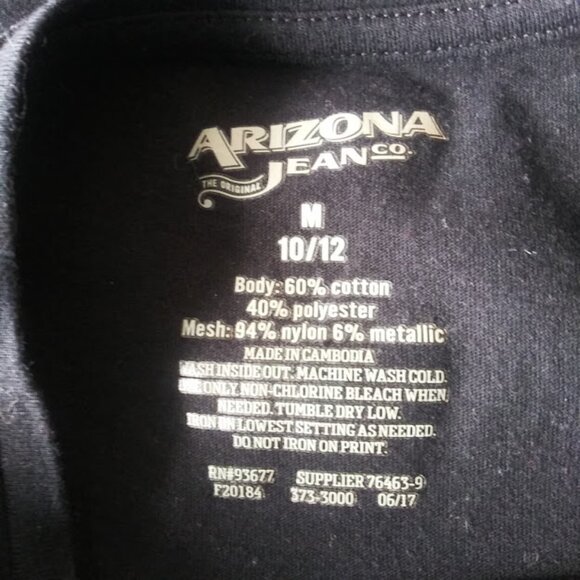 ARIZONA
JEAN CO.
THE ORIGINAL
M
10/12
Body: 60% cotton
40% polyester
Mesh: 94% nylon 6% metallic
MADE IN CAMBODIA
WASH INSIDE OUT. MACHINE WASH COLD.
USE ONLY NON-CHLORINE BLEACH WHEN
NEEDED. TUMBLE DRY LOW.
IRON ON LOWEST SETTING AS NEEDED.
DO NOT IRON ON PRINT.
RN#93677 SUPPLIER 76463-9
F20184 373-3000 06/17